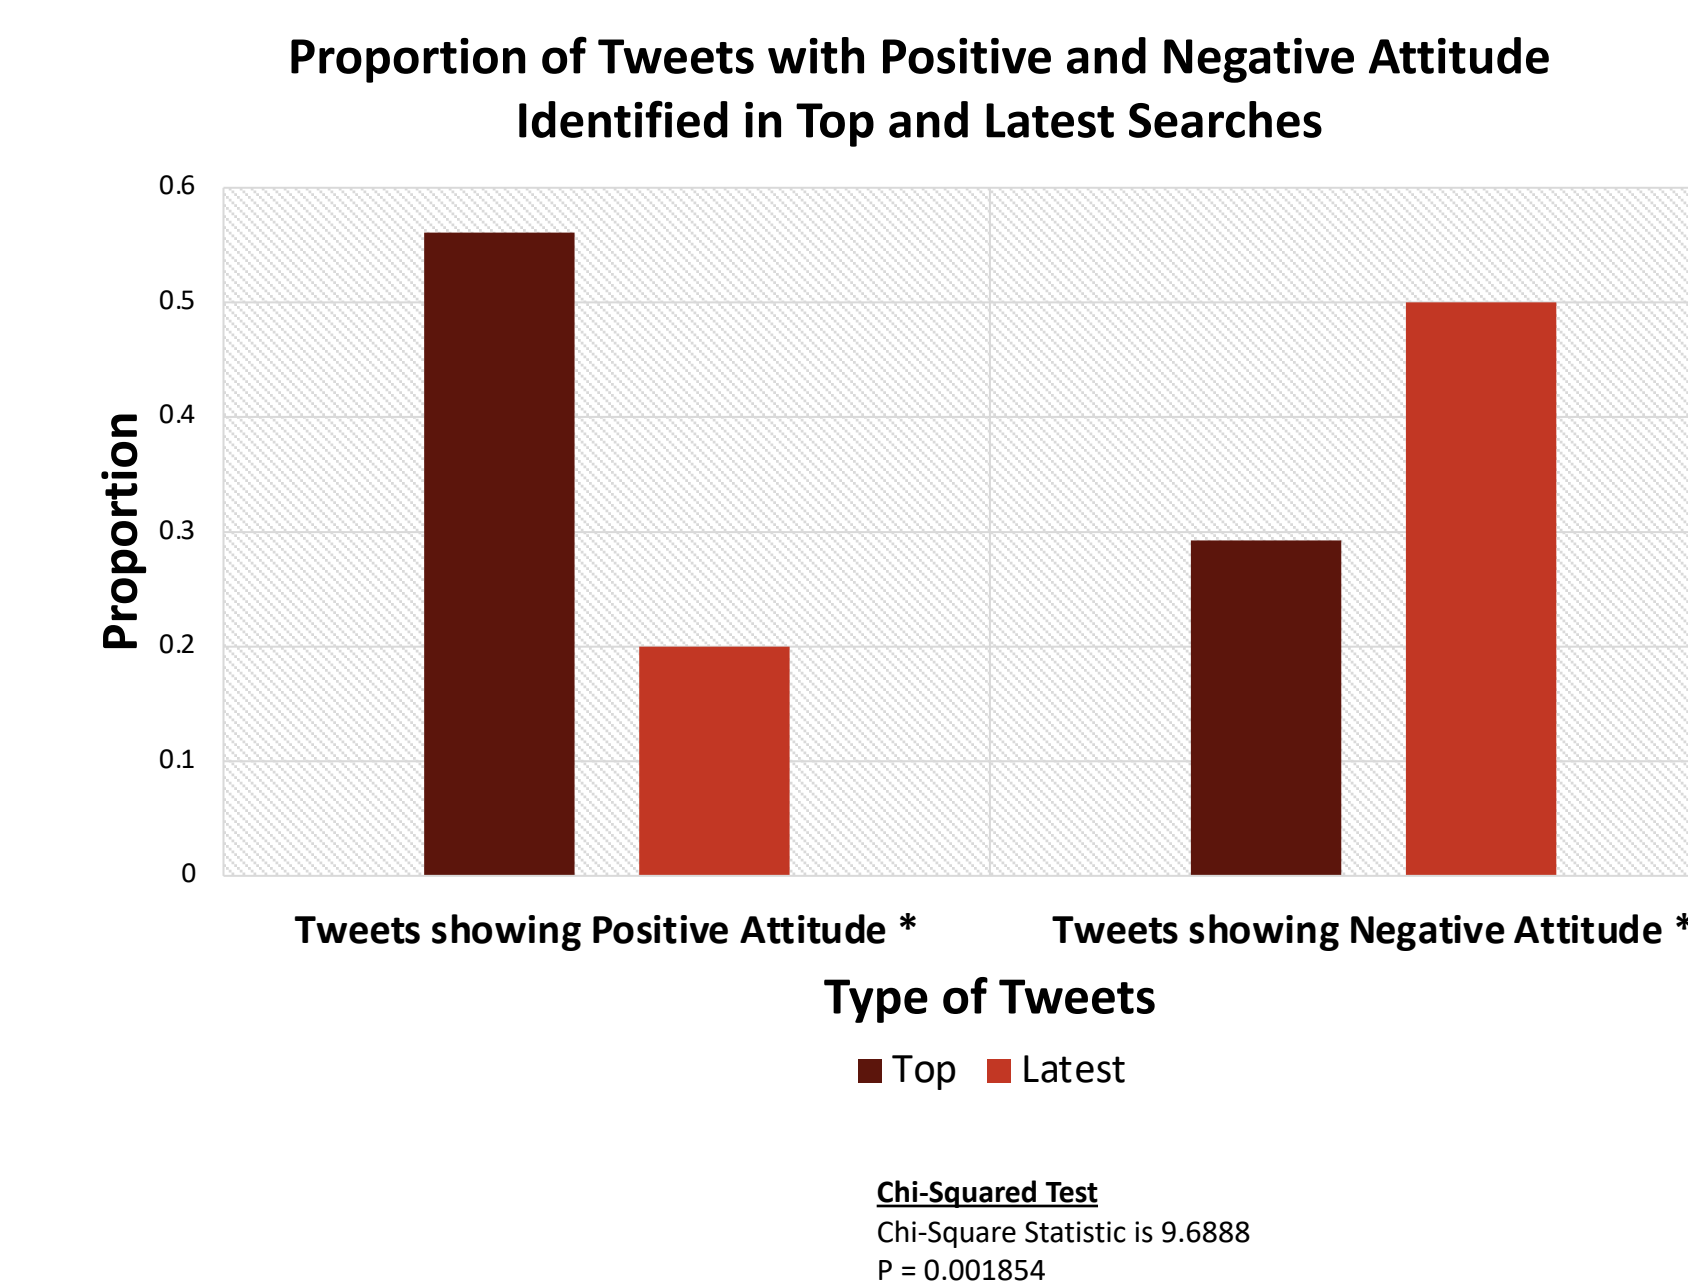 Proportion of Tweets with Positive and Negative Attitude
Identified in Top and Latest Searches
0.6
0.5
0.4
0.3
0.2
0.1
0
Proportion
Tweets showing Positive Attitude *
Tweets showing Negative Attitude *
Type of Tweets
Top
Latest
Chi-Squared Test
Chi-Square Statistic is 9.6888
P = 0.001854